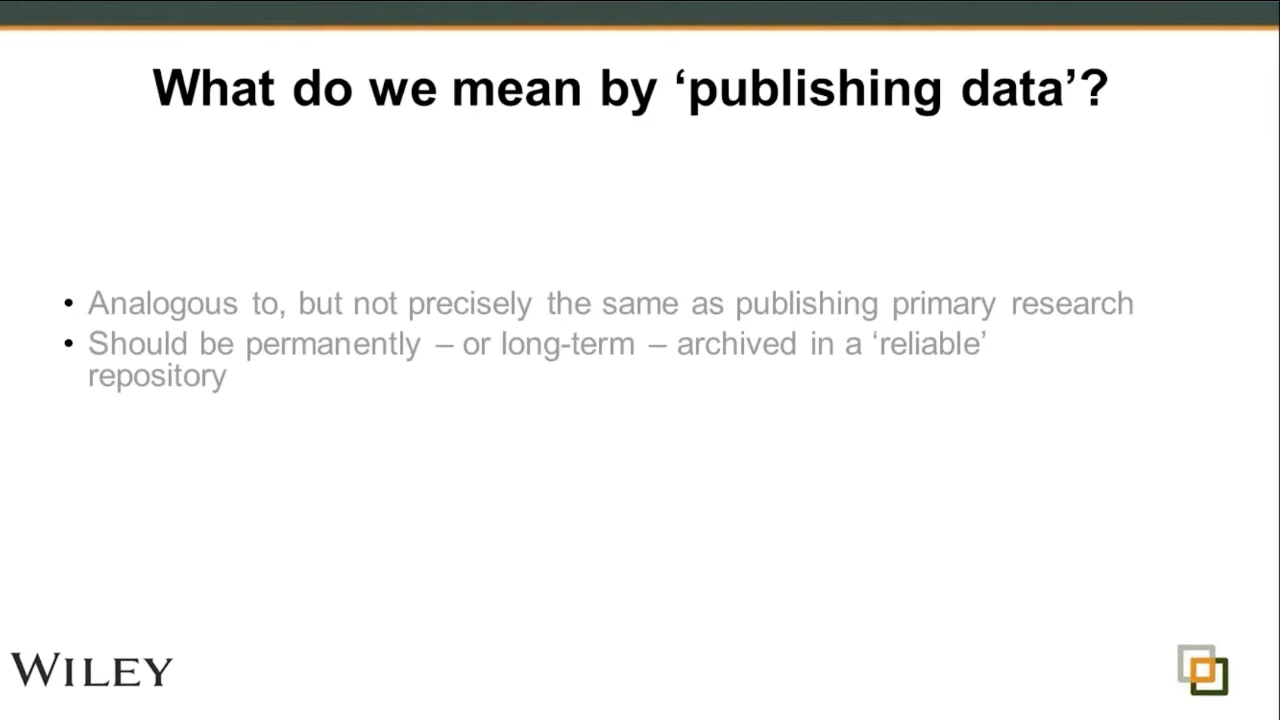 What do we mean by ‘publishing data’?
• Analogous to, but not precisely the same as publishing primary research
• Should be permanently – or long-term – archived in a ‘reliable’
repository
WILEY